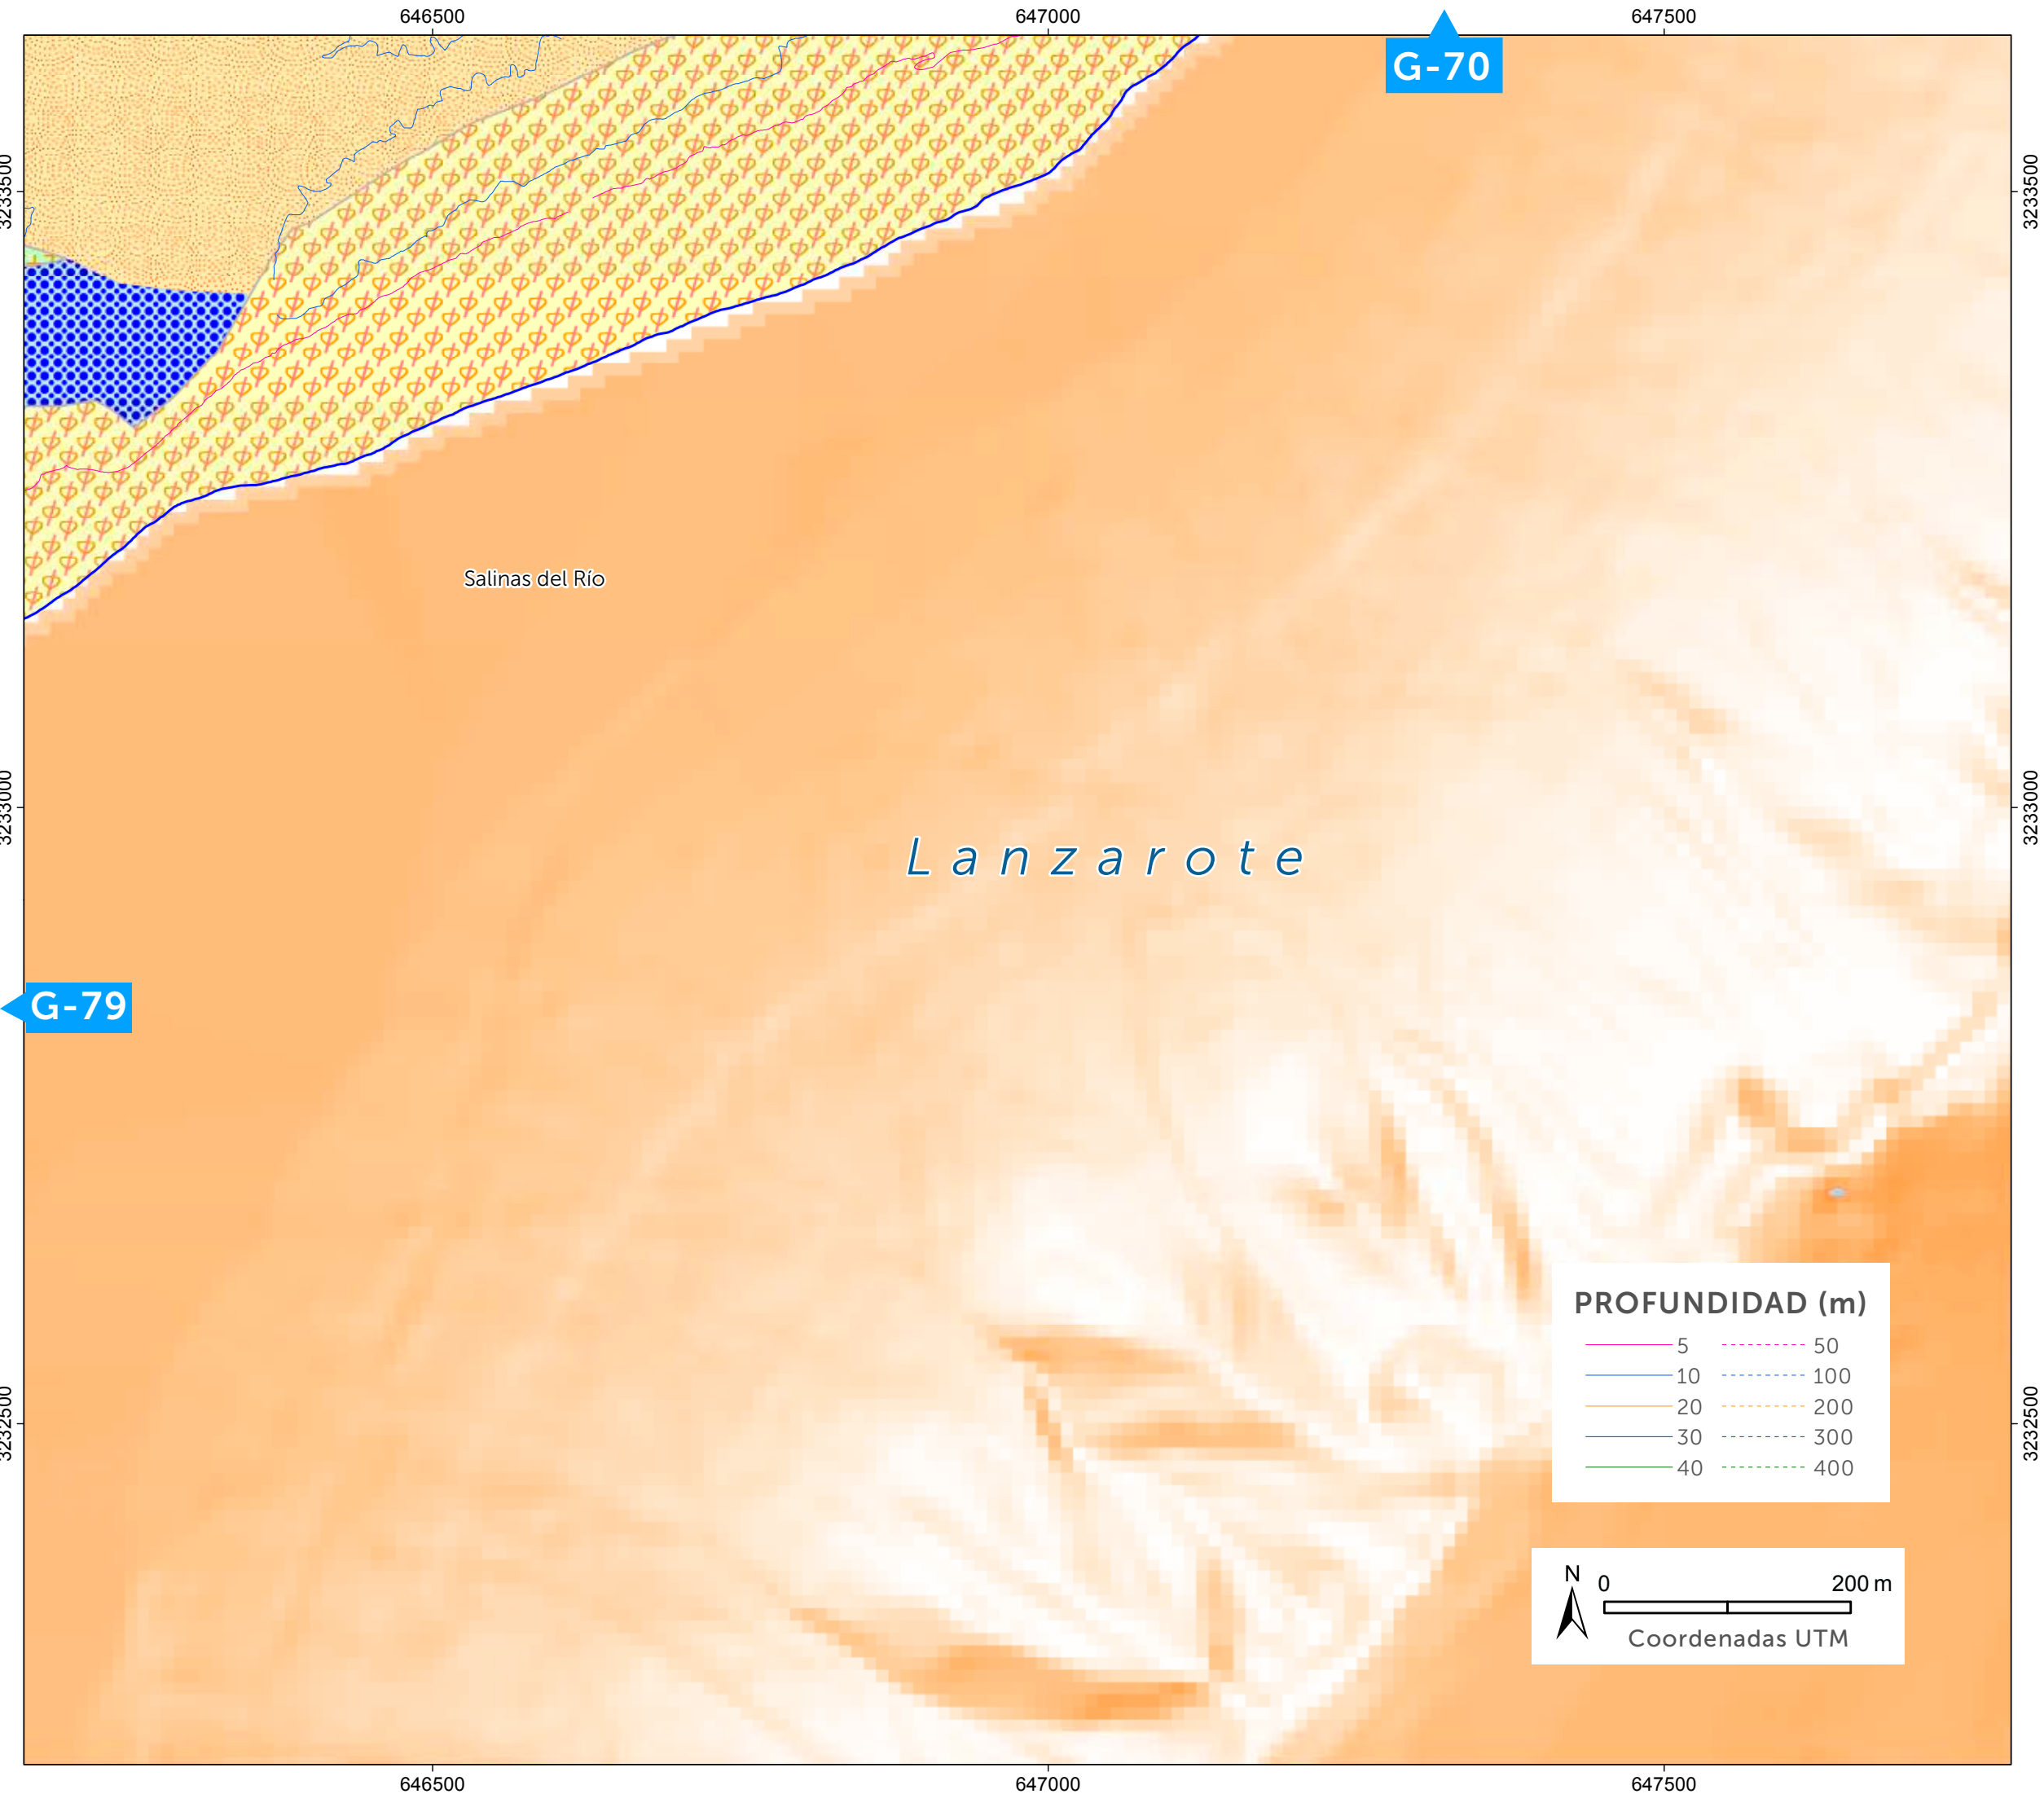 646500 647000 647500
G-70
3233500 3233500
Salinas del Río
3233000 3233000
Lanzarote
G-79
PROFUNDIDAD (m)
5 50
10 100
20 200
30 300
40 400
3232500 3232500
N 0 200 m
Coordenadas UTM
646500 647000 647500